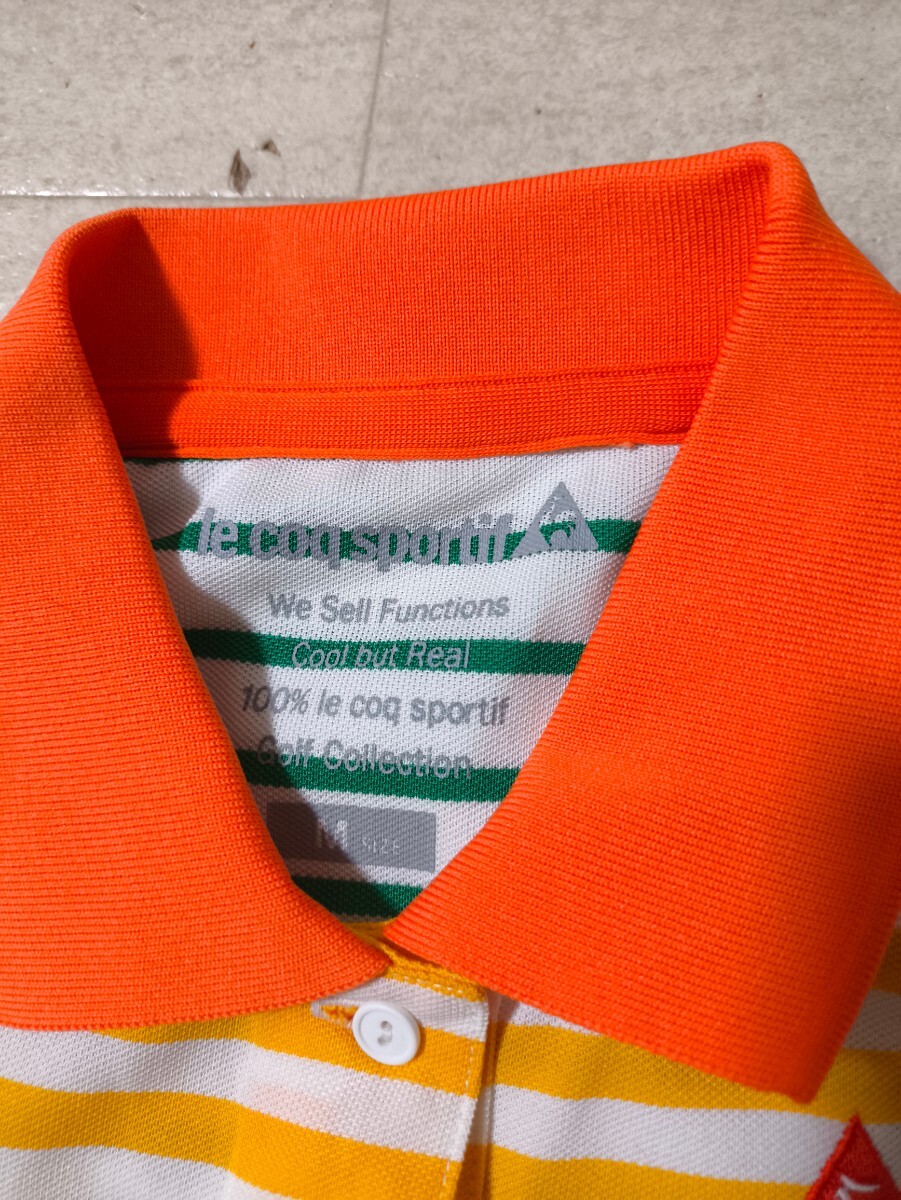 le coq sportif
We Sell Functions
Cool but Real
100% le coq sportif
Golf Collection
M SIZE